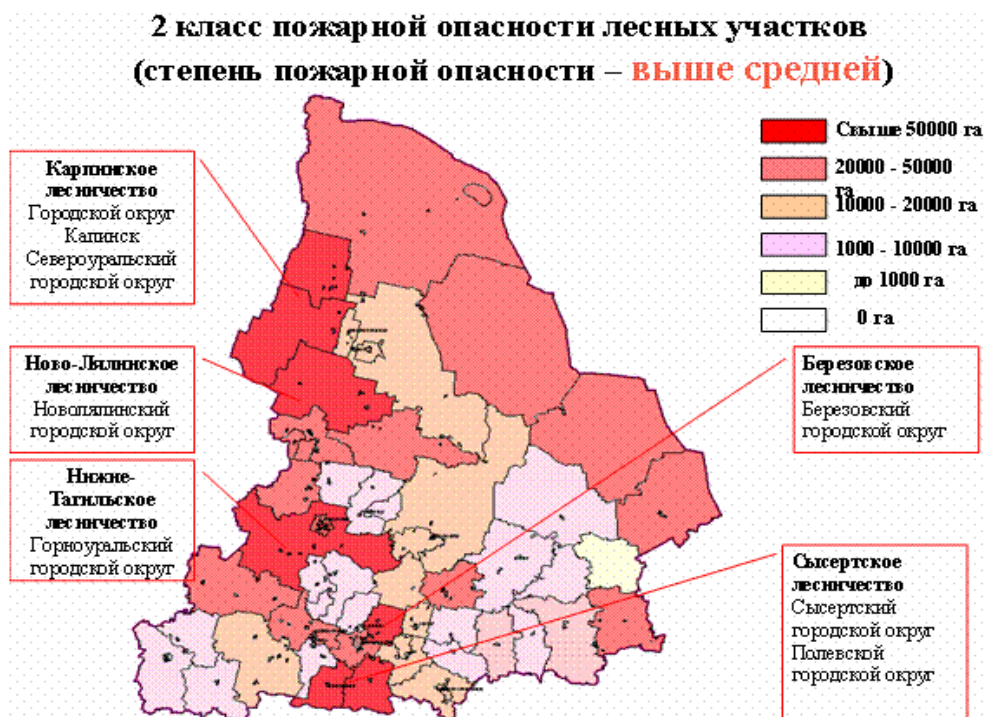 2 класс пожарной опасности лесных участков
(степень пожарной опасности – выше средней)
Свыше 50000 га
20000 - 50000
га
10000 - 20000 га
1000 - 10000 га
до 1000 га
0 га
Карпинское
лесничество
Городской округ
Капинск
Североуральский
городской округ
Ново-Лялинское
лесничество
Новолялинский
городской округ
Нижне-
Тагильское
лесничество
Горноуральский
городской округ
Березовское
лесничество
Березовский
городской округ
Сысертское
лесничество
Сысертский
городской округ
Полевской
городской округ